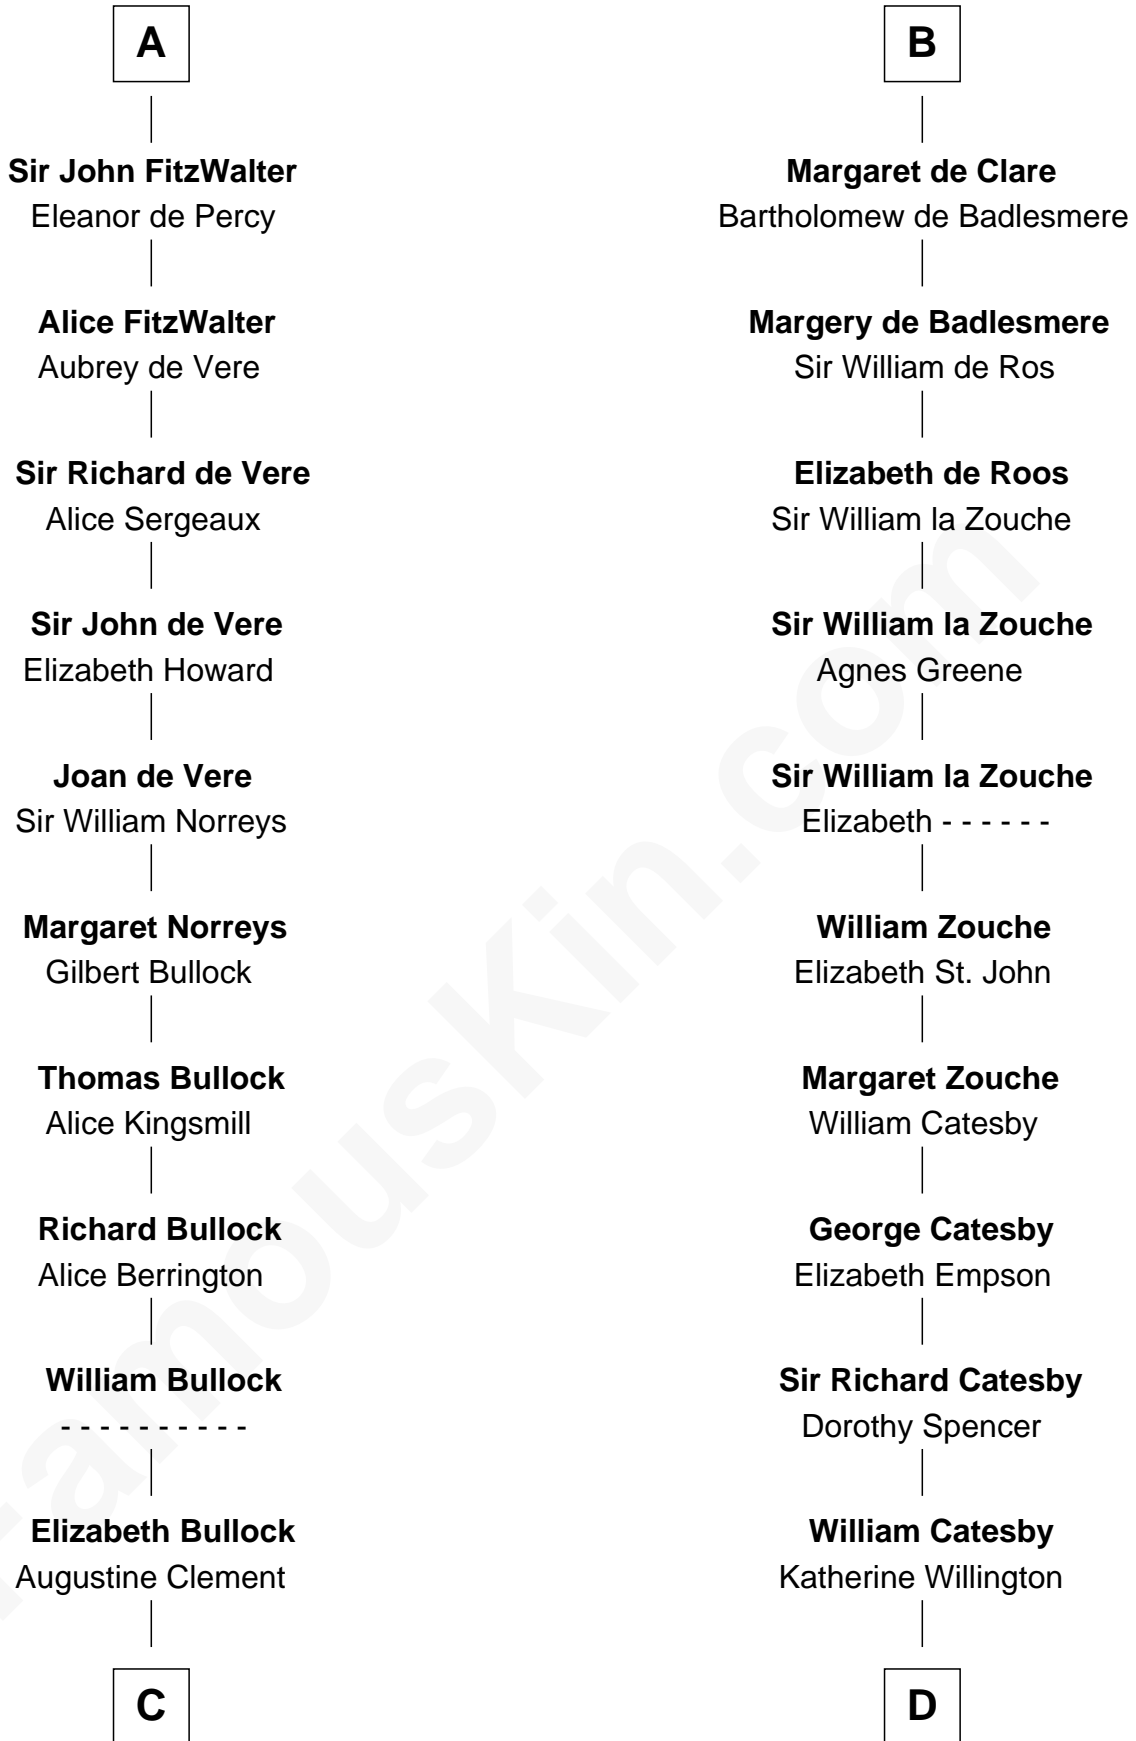 A
Sir John FitzWalter
Eleanor de Percy
Alice FitzWalter
Aubrey de Vere
Sir Richard de Vere
Alice Sergeaux
Sir John de Vere
Elizabeth Howard
Joan de Vere
Sir William Norreys
Margaret Norreys
Gilbert Bullock
Thomas Bullock
Alice Kingsmill
Richard Bullock
Alice Berrington
William Bullock
- - - - - - - - - -
Elizabeth Bullock
Augustine Clement
C
B
Margaret de Clare
Bartholomew de Badlesmere
Margery de Badlesmere
Sir William de Ros
Elizabeth de Roos
Sir William la Zouche
Sir William la Zouche
Agnes Greene
Sir William la Zouche
Elizabeth - - - - - -
William Zouche
Elizabeth St. John
Margaret Zouche
William Catesby
George Catesby
Elizabeth Empson
Sir Richard Catesby
Dorothy Spencer
William Catesby
Katherine Willington
D
FamousKin.com